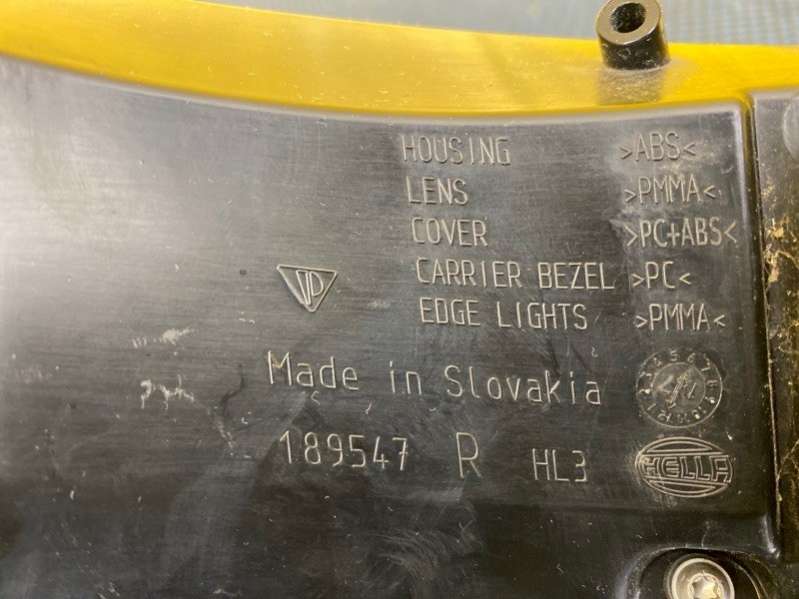 HOUSING >ABS<
LENS >PMMA<
COVER >PC+ABS<
CARRIER BEZEL >PC<
EDGE LIGHTS >PMMA<
Made in Slovakia
189547 R HL3
HELLA